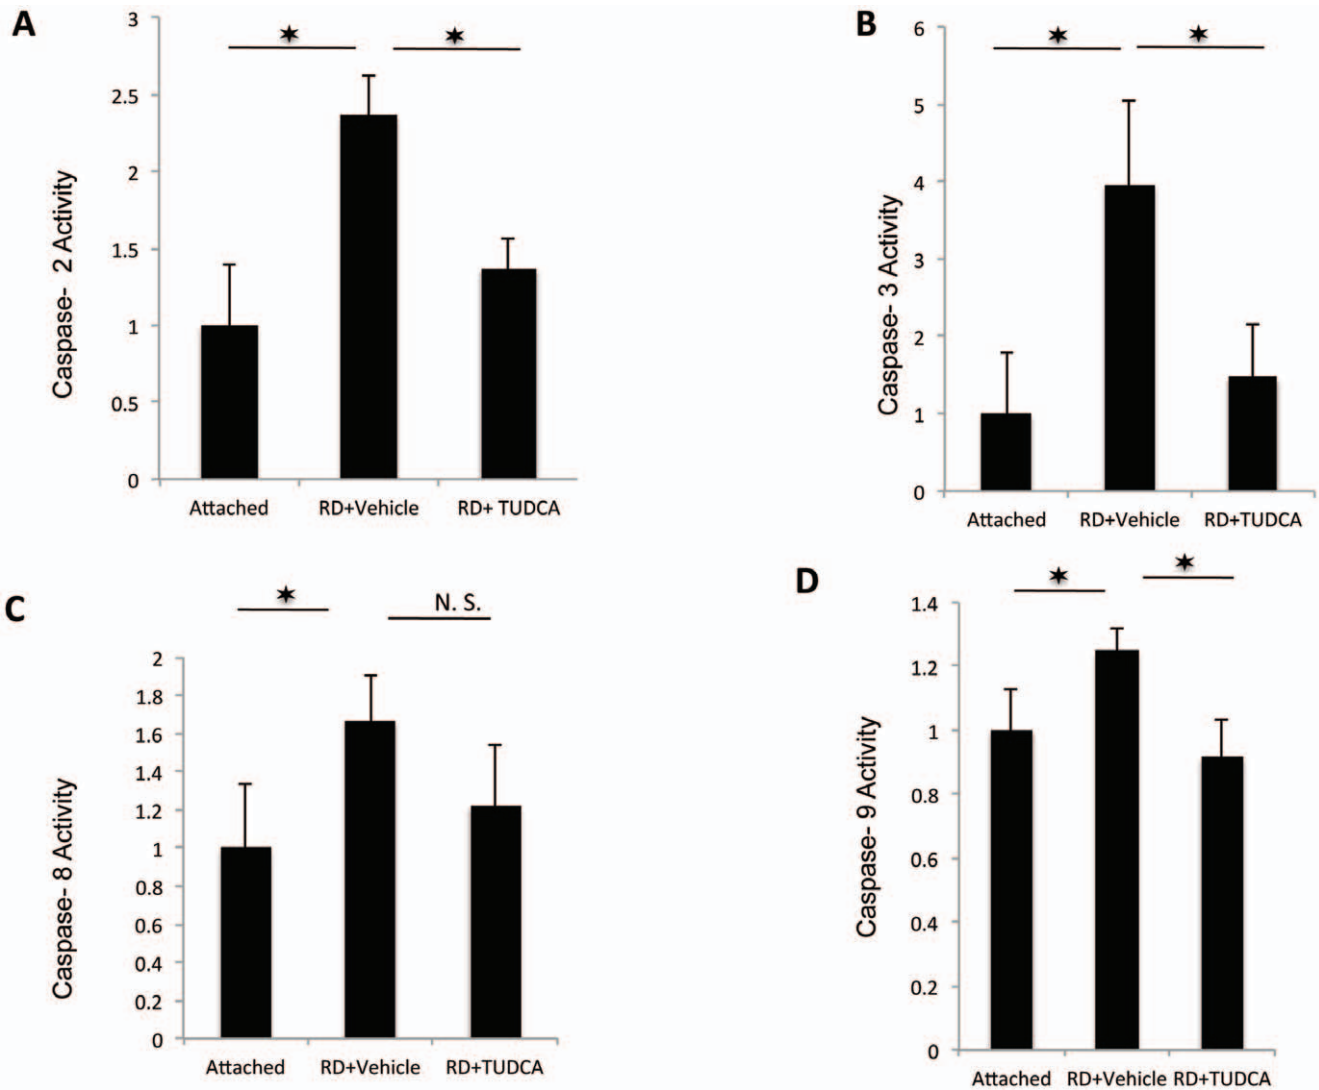 A
3
2.5
2
1.5
1
0.5
0
Caspase- 2 Activity
Attached RD+Vehicle RD+ TUDCA
B
6
5
4
3
2
1
0
Caspase- 3 Activity
Attached RD+Vehicle RD+TUDCA
C
N. S.
2
1.8
1.6
1.4
1.2
1
0.8
0.6
0.4
0.2
0
Caspase- 8 Activity
Attached RD+Vehicle RD+TUDCA
D
1.4
1.2
1
0.8
0.6
0.4
0.2
0
Caspase- 9 Activity
Attached RD+Vehicle RD+TUDCA